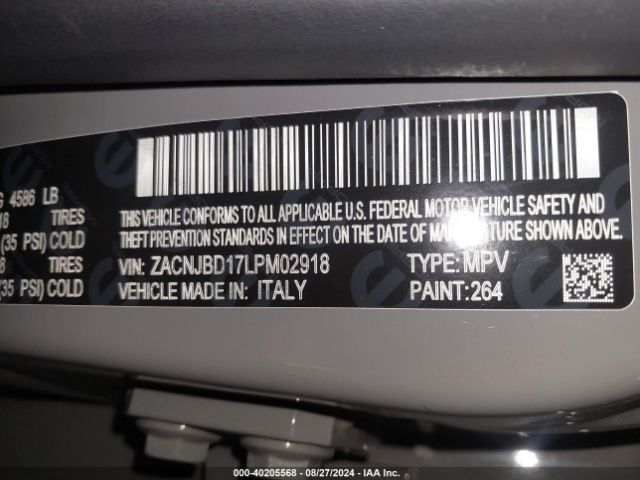 G 4586 LB
18 TIRES
(35 PSI) COLD
8 TIRES
(35 PSI) COLD
THIS VEHICLE CONFORMS TO ALL APPLICABLE U.S. FEDERAL MOTOR VEHICLE SAFETY AND
THEFT PREVENTION STANDARDS IN EFFECT ON THE DATE OF MANUFACTURE SHOWN ABOVE.
VIN: ZACNJBD17LPM02918 TYPE: MPV
VEHICLE MADE IN: ITALY PAINT:264
000-40205568 - 08/27/2024 - IAA Inc.